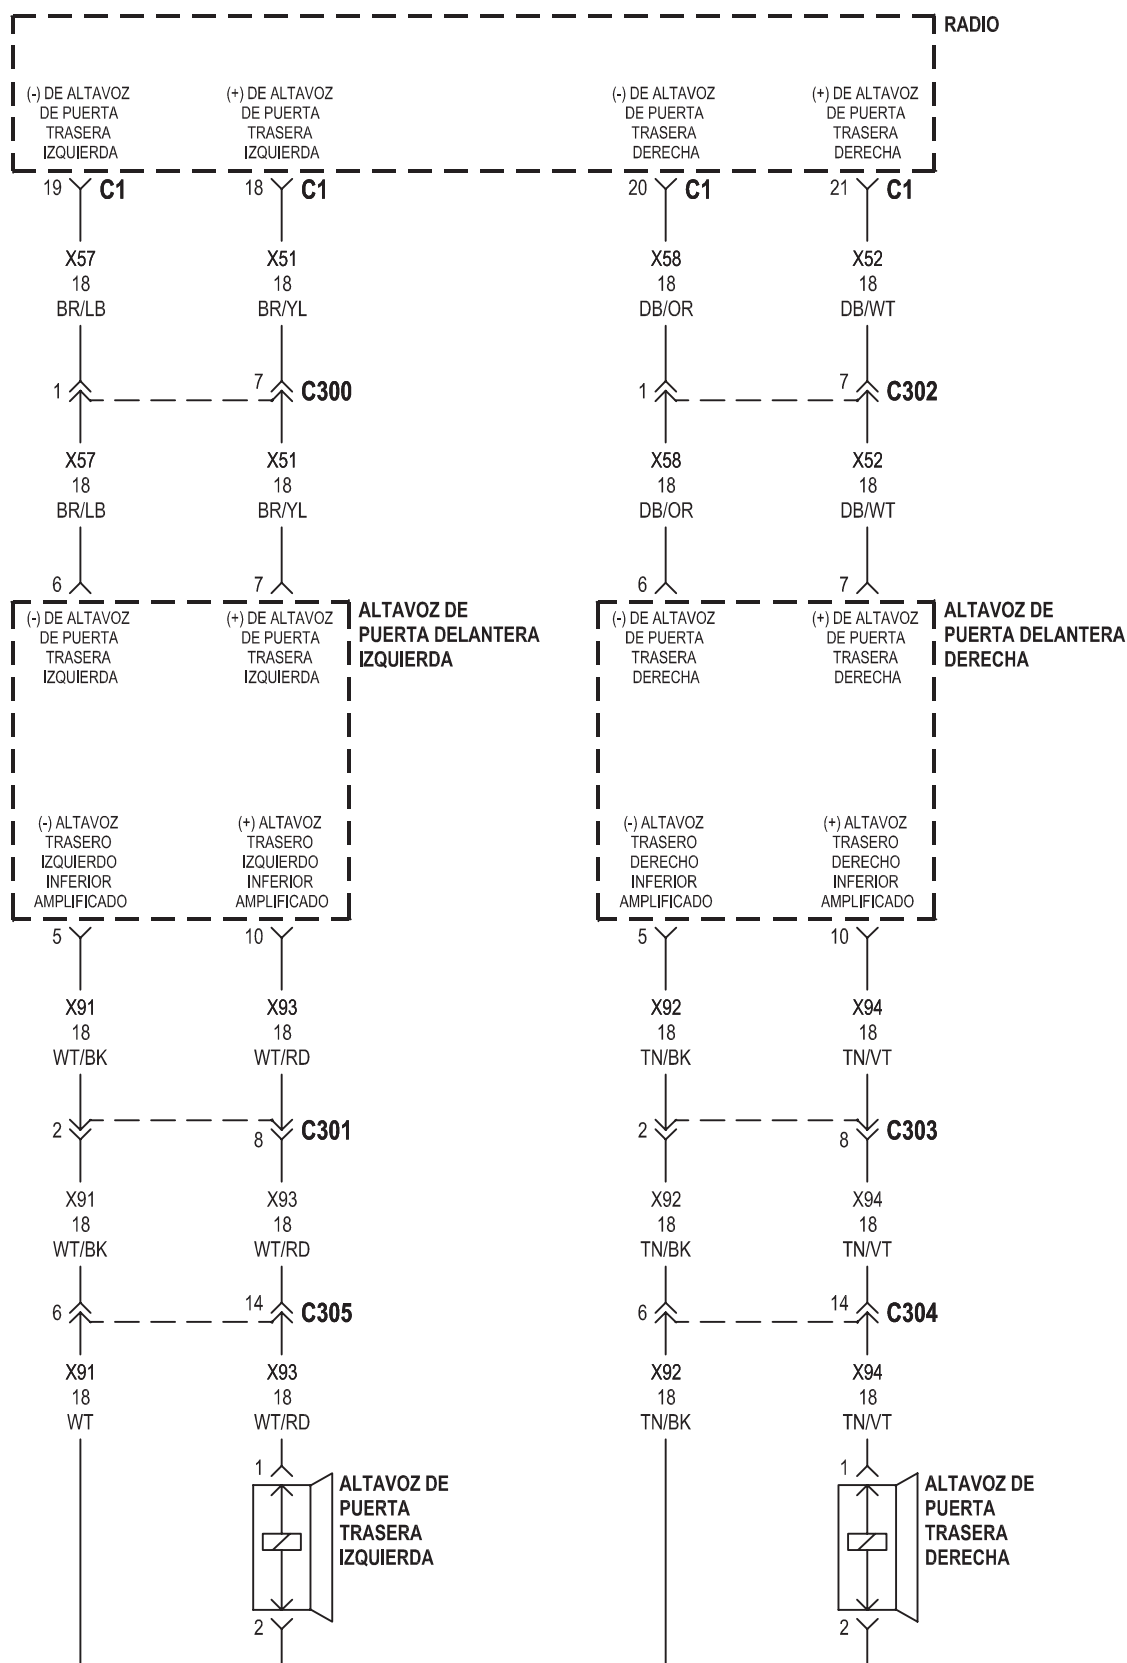 RADIO
(-) DE ALTAVOZ
DE PUERTA
TRASERA
IZQUIERDA
(+) DE ALTAVOZ
DE PUERTA
TRASERA
IZQUIERDA
(-) DE ALTAVOZ
DE PUERTA
TRASERA
DERECHA
(+) DE ALTAVOZ
DE PUERTA
TRASERA
DERECHA
19 C1 18 C1 20 C1 21 C1
X57 X51 X58 X52
18 18 18 18
BR/LB BR/YL DB/OR DB/WT
1 7 C300 1 7 C302
X57 X51 X58 X52
18 18 18 18
BR/LB BR/YL DB/OR DB/WT
6 7 6 7
ALTAVOZ DE
PUERTA DELANTERA
IZQUIERDA
(-) DE ALTAVOZ
DE PUERTA
TRASERA
IZQUIERDA
(+) DE ALTAVOZ
DE PUERTA
TRASERA
IZQUIERDA
ALTAVOZ DE
PUERTA DELANTERA
DERECHA
(-) DE ALTAVOZ
DE PUERTA
TRASERA
DERECHA
(+) DE ALTAVOZ
DE PUERTA
TRASERA
DERECHA
(-) ALTAVOZ
TRASERO
IZQUIERDO
INFERIOR
AMPLIFICADO
(+) ALTAVOZ
TRASERO
IZQUIERDO
INFERIOR
AMPLIFICADO
(-) ALTAVOZ
TRASERO
DERECHO
INFERIOR
AMPLIFICADO
(+) ALTAVOZ
TRASERO
DERECHO
INFERIOR
AMPLIFICADO
5 10 5 10
X91 X93 X92 X94
18 18 18 18
WT/BK WT/RD TN/BK TN/VT
2 8 C301 2 8 C303
X91 X93 X92 X94
18 18 18 18
WT/BK WT/RD TN/BK TN/VT
6 14 C305 6 14 C304
X91 X93 X92 X94
18 18 18 18
WT WT/RD TN/BK TN/VT
1 1
ALTAVOZ DE
PUERTA
TRASERA
IZQUIERDA
ALTAVOZ DE
PUERTA
TRASERA
DERECHA
2 2